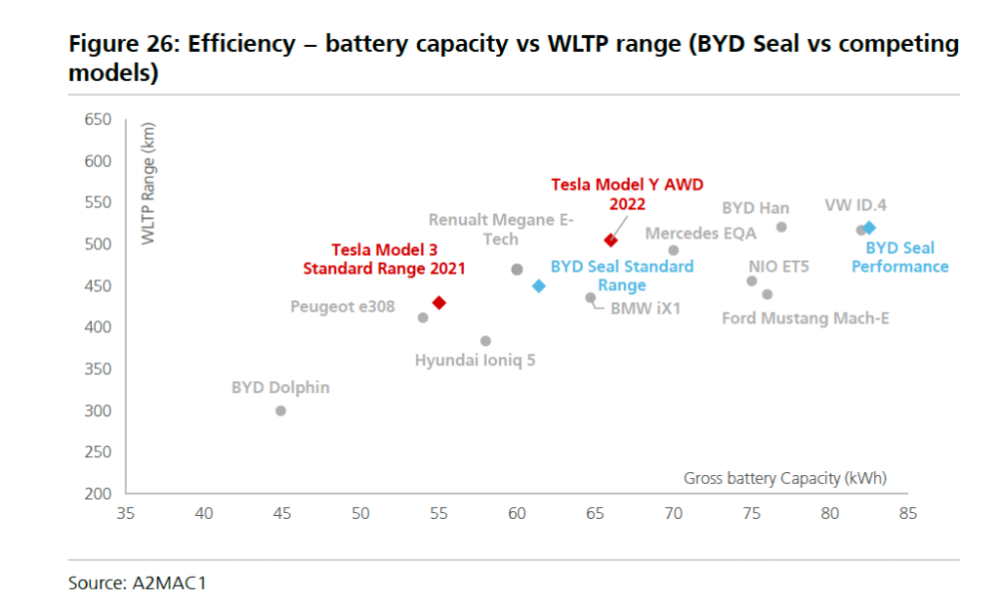 Figure 26: Efficiency – battery capacity vs WLTP range (BYD Seal vs competing
models)
650
600
550
500
450
400
350
300
250
200
WLTP Range (km)
Tesla Model Y AWD
2022
BYD Han
VW ID.4
Renualt Megane E-
Tech
Mercedes EQA
Tesla Model 3
Standard Range 2021
BYD Seal
Performance
BYD Seal Standard
Range
NIO ET5
Peugeot e308
BMW iX1
Ford Mustang Mach-E
Hyundai Ioniq 5
BYD Dolphin
Gross battery Capacity (kWh)
35 40 45 50 55 60 65 70 75 80 85
Source: A2MAC1